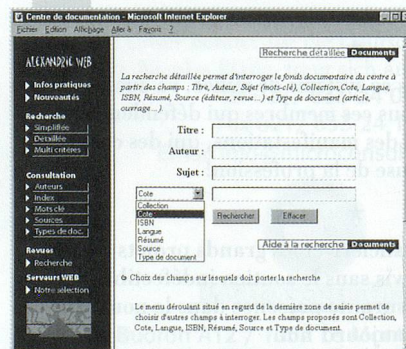 Centre de documentation - Microsoft Internet Explorer
Fichier Edition Affichage Aller à Favoris ?
ALEXANDRIE WEB
Infos pratiques
Nouveautés
Recherche
Simplifiée
Détaillée
Multi critères
Consultation
Auteurs
Index
Mots clé
Sources
Types de doc.
Revues
Recherche
Serveurs WEB
Notre sélection
Recherche détaillée Documents
La recherche détaillée permet d'interroger le fonds documentaire du centre à
partir des champs : Titre, Auteur, Sujet (mots-clé), Collection, Cote, Langue,
ISBN, Résumé, Source (éditeur, revue...) et Type de document (article,
ouvrage...).
Titre :
Auteur :
Sujet :
Cote
Collection
Cote
ISBN
Langue
Résumé
Source
Type de document
Rechercher Effacer
Aide à la recherche Documents
Choix des champs sur lesquels doit porter la recherche
Le menu déroulant situé en regard de la dernière zone de saisie permet de
choisir d'autres champs à interroger. Les champs proposés sont Collection,
Cote, Langue, ISBN, Résumé, Source et Type de document.